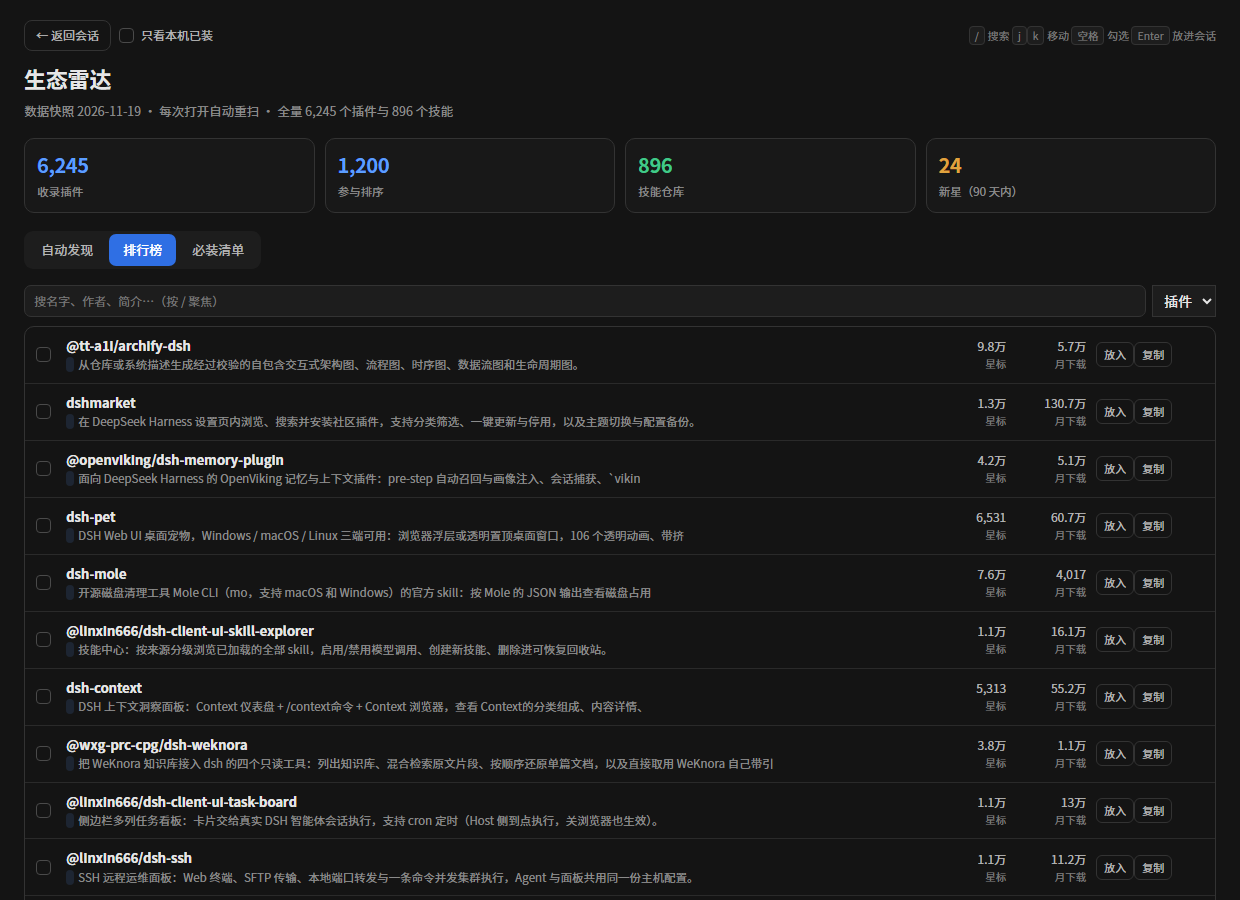 ← 返回会话 只看本机已装 / 搜索 j k 移动 空格 勾选 Enter 放进会话
生态雷达
数据快照 2026-11-19 · 每次打开自动重扫 · 全量 6,245 个插件与 896 个技能
6,245 1,200 896 24
收录插件 参与排序 技能仓库 新星（90 天内）
自动发现 排行榜 必装清单
搜名字、作者、简介…（按 / 聚焦） 插件
@tt-a1i/archify-dsh 9.8万 5.7万 放入 复制
从仓库或系统描述生成经过校验的自包含交互式架构图、流程图、时序图、数据流图和生命周期图。 星标 月下载
dshmarket 1.3万 130.7万 放入 复制
在 DeepSeek Harness 设置页内浏览、搜索并安装社区插件，支持分类筛选、一键更新与停用，以及主题切换与配置备份。 星标 月下载
@openviking/dsh-memory-plugin 4.2万 5.1万 放入 复制
面向 DeepSeek Harness 的 OpenViking 记忆与上下文插件：pre-step 自动召回与画像注入、会话捕获、`vikin 星标 月下载
dsh-pet 6,531 60.7万 放入 复制
DSH Web UI 桌面宠物，Windows / macOS / Linux 三端可用：浏览器浮层或透明置顶桌面窗口，106 个透明动画、带挤 星标 月下载
dsh-mole 7.6万 4,017 放入 复制
开源磁盘清理工具 Mole CLI（mo，支持 macOS 和 Windows）的官方 skill：按 Mole 的 JSON 输出查看磁盘占用 星标 月下载
@linxin666/dsh-client-ui-skill-explorer 1.1万 16.1万 放入 复制
技能中心：按来源分级浏览已加载的全部 skill，启用/禁用模型调用、创建新技能、删除进可恢复回收站。 星标 月下载
dsh-context 5,313 55.2万 放入 复制
DSH 上下文洞察面板：Context 仪表盘 + /context命令 + Context 浏览器，查看 Context的分类组成、内容详情、 星标 月下载
@wxg-prc-cpg/dsh-weknora 3.8万 1.1万 放入 复制
把 WeKnora 知识库接入 dsh 的四个只读工具：列出知识库、混合检索原文片段、按顺序还原单篇文档，以及直接取用 WeKnora 自己带引 星标 月下载
@linxin666/dsh-client-ui-task-board 1.1万 13万 放入 复制
侧边栏多列任务看板：卡片交给真实 DSH 智能体会话执行，支持 cron 定时（Host 侧到点执行，关浏览器也生效）。 星标 月下载
@linxin666/dsh-ssh 1.1万 11.2万 放入 复制
SSH 远程运维面板：Web 终端、SFTP 传输、本地端口转发与一条命令并发集群执行，Agent 与面板共用同一份主机配置。 星标 月下载